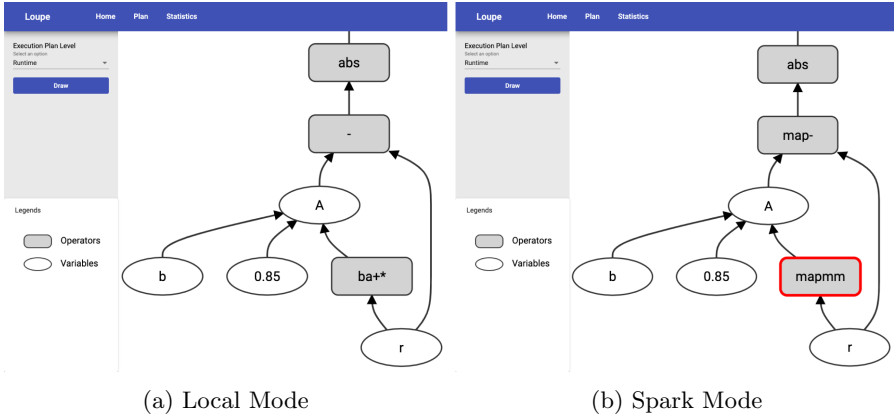 Loupe Home Plan Statistics
Execution Plan Level
Select an option
Runtime
Draw
Legends
Operators
Variables
abs
-
A
b
0.85
ba+*
r
(a) Local Mode
Loupe Home Plan Statistics
Execution Plan Level
Select an option
Runtime
Draw
Legends
Operators
Variables
abs
map-
A
b
0.85
mapmm
r
(b) Spark Mode